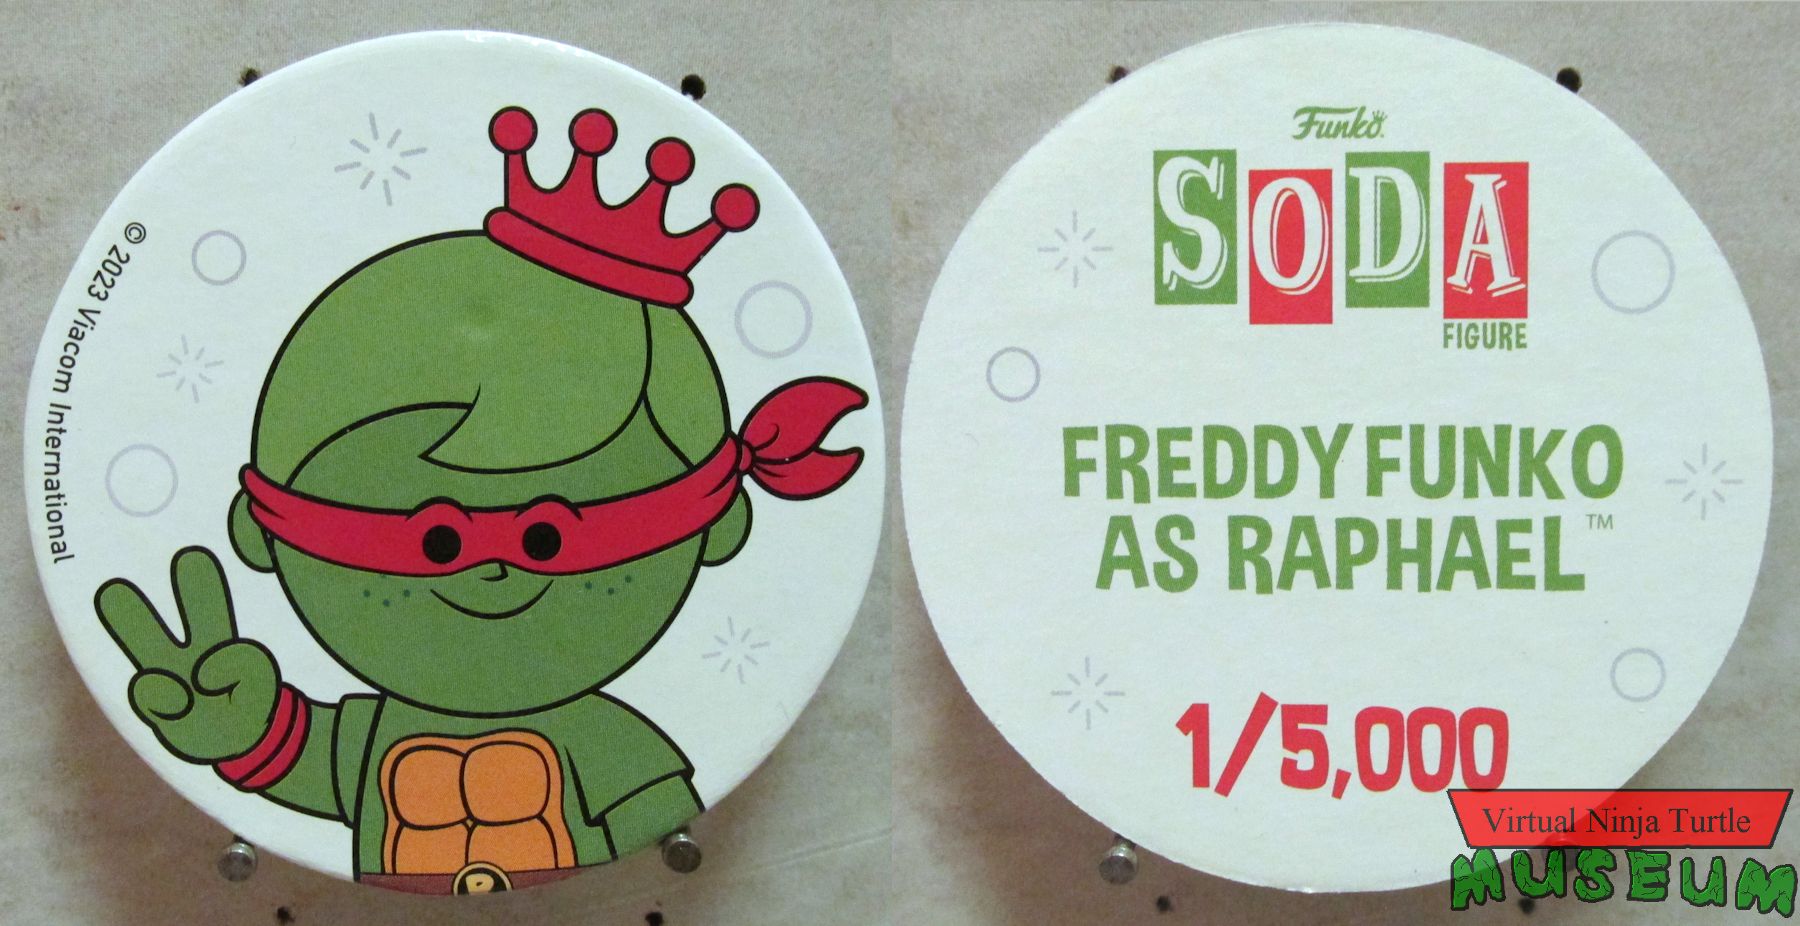 © 2023 Viacom International
Funko
SODA
FIGURE
FREDDY FUNKO
AS RAPHAEL™
1/5,000
R
Virtual Ninja Turtle
MUSEUM